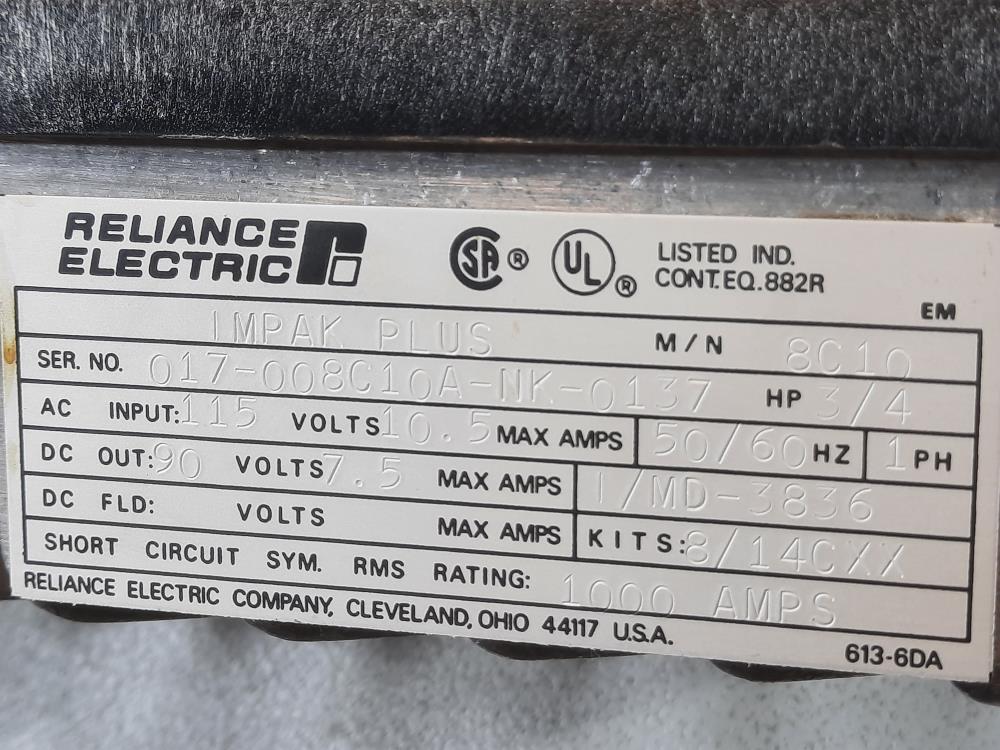 RELIANCE
ELECTRIC
SA ®
UL ®
LISTED IND.
CONT.EQ.882R
EM
IMPAK PLUS M/N 8C10
SER. NO. 017-008C10A-NK-0137 HP 3/4
AC INPUT: 115 VOLTS 10.5 MAX AMPS 50/60 HZ 1 PH
DC OUT: 90 VOLTS 7.5 MAX AMPS I/MD-3836
DC FLD: VOLTS MAX AMPS KITS: 8/14CXX
SHORT CIRCUIT SYM. RMS RATING: 1000 AMPS
RELIANCE ELECTRIC COMPANY, CLEVELAND, OHIO 44117 U.S.A.
613-6DA